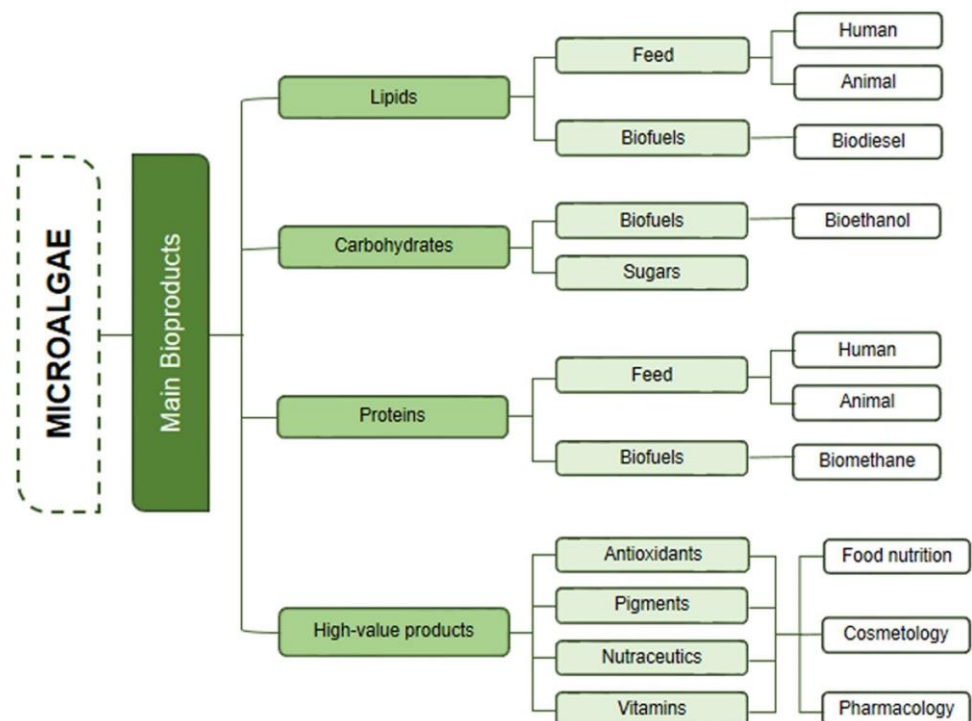 MICROALGAE
Main Bioproducts
Lipids
Feed
Human
Animal
Biofuels
Biodiesel
Carbohydrates
Biofuels
Bioethanol
Sugars
Proteins
Feed
Human
Animal
Biofuels
Biomethane
High-value products
Antioxidants
Pigments
Nutraceutics
Vitamins
Food nutrition
Cosmetology
Pharmacology